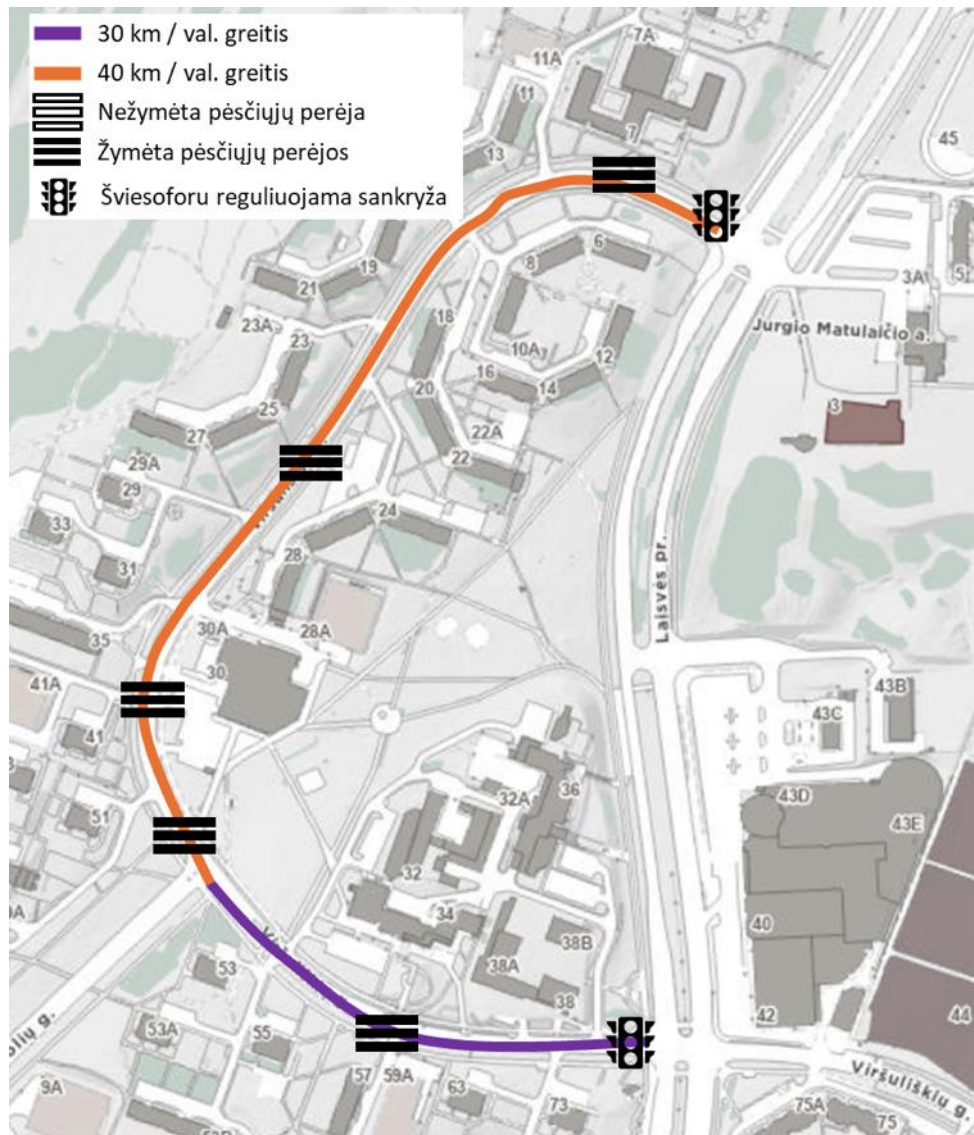 30 km / val. greitis
40 km / val. greitis
Nežymėta pėsčiųjų perėja
Žymėta pėsčiųjų perėjos
Šviesoforu reguliuojama sankryža
7A
11A
11
7
13
45
19
21
6
8
3A
5
23A
23
18
Jurgio Matulaičio a.
10A
12
20
16
14
3
25
27
22A
22
29A
29
24
33
28
31
Laisvės pr.
35
30A
28A
30
41A
43B
43C
41
36
32A
43D
51
43E
32
34
38B
40
53
38A
38
42
44
53A
55
9A
57
59A
63
Viršuliškių g.
73
75A
75